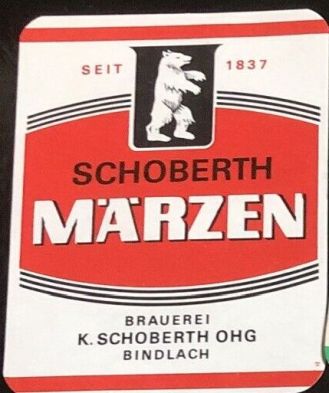 SEIT 1837
SCHOBERTH
MÄRZEN
BRAUEREI
K. SCHOBERTH OHG
BINDLACH